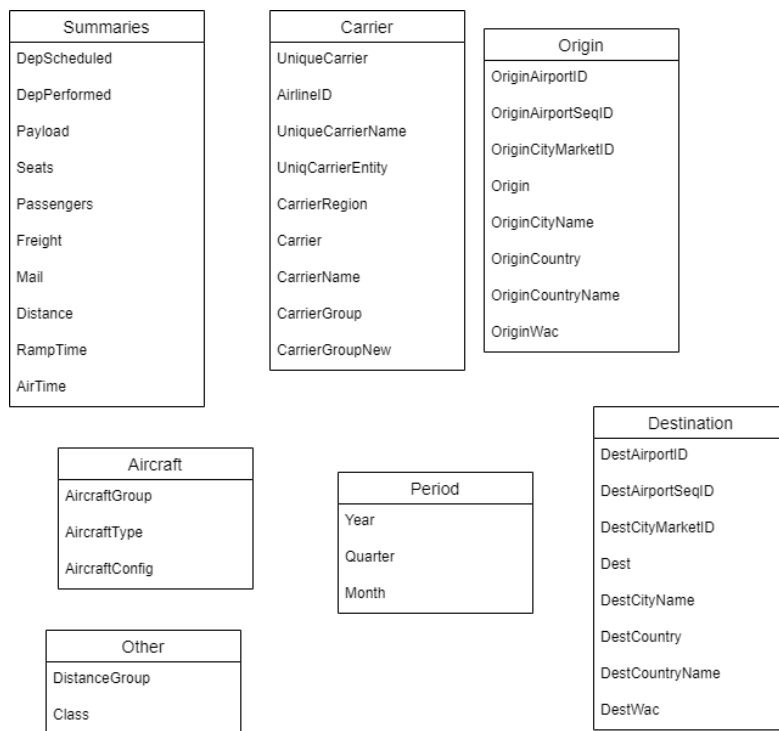 Summaries
DepScheduled
DepPerformed
Payload
Seats
Passengers
Freight
Mail
Distance
RampTime
AirTime
Carrier
UniqueCarrier
AirlineID
UniqueCarrierName
UniqCarrierEntity
CarrierRegion
Carrier
CarrierName
CarrierGroup
CarrierGroupNew
Origin
OriginAirportID
OriginAirportSeqID
OriginCityMarketID
Origin
OriginCityName
OriginCountry
OriginCountryName
OriginWac
Aircraft
AircraftGroup
AircraftType
AircraftConfig
Period
Year
Quarter
Month
Destination
DestAirportID
DestAirportSeqID
DestCityMarketID
Dest
DestCityName
DestCountry
DestCountryName
DestWac
Other
DistanceGroup
Class